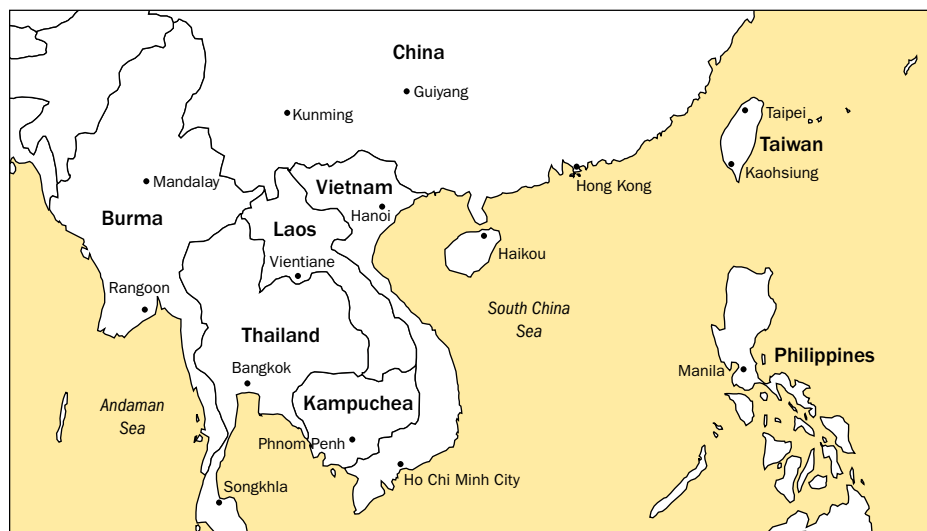 China
Guiyang
Kunming
Taipei
Taiwan
Kaohsiung
Hong Kong
Mandalay
Vietnam
Hanoi
Burma
Laos
Haikou
Vientiane
Rangoon
South China
Sea
Thailand
Philippines
Bangkok
Manila
Kampuchea
Andaman
Sea
Phnom Penh
Ho Chi Minh City
Songkhla